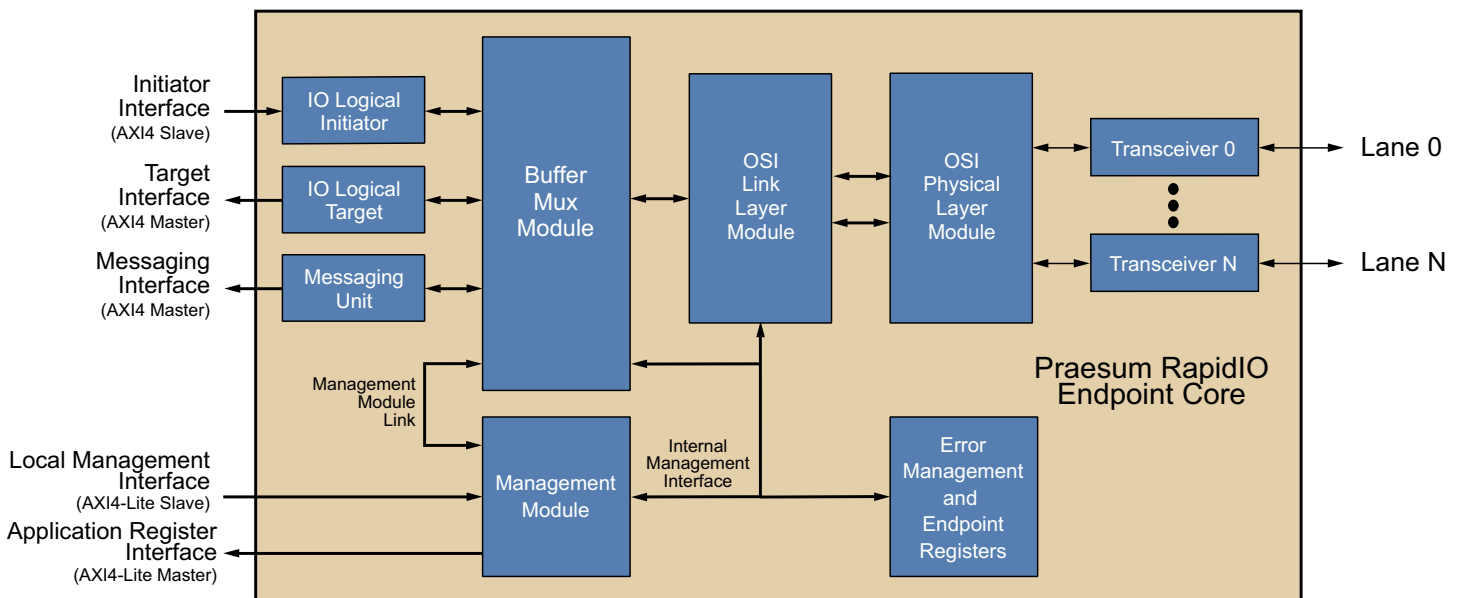 Initiator
Interface
(AXI4 Slave)
Target
Interface
(AXI4 Master)
Messaging
Interface
(AXI4 Master)
Local Management
Interface
(AXI4-Lite Slave)
Application Register
Interface
(AXI4-Lite Master)
IO Logical
Initiator
IO Logical
Target
Messaging
Unit
Management
Module
Link
Buffer
Mux
Module
Management
Module
Internal
Management
Interface
OSI
Link
Layer
Module
OSI
Physical
Layer
Module
Error
Management
and
Endpoint
Registers
Transceiver 0
Transceiver N
Praesum RapidIO
Endpoint Core
Lane 0
Lane N